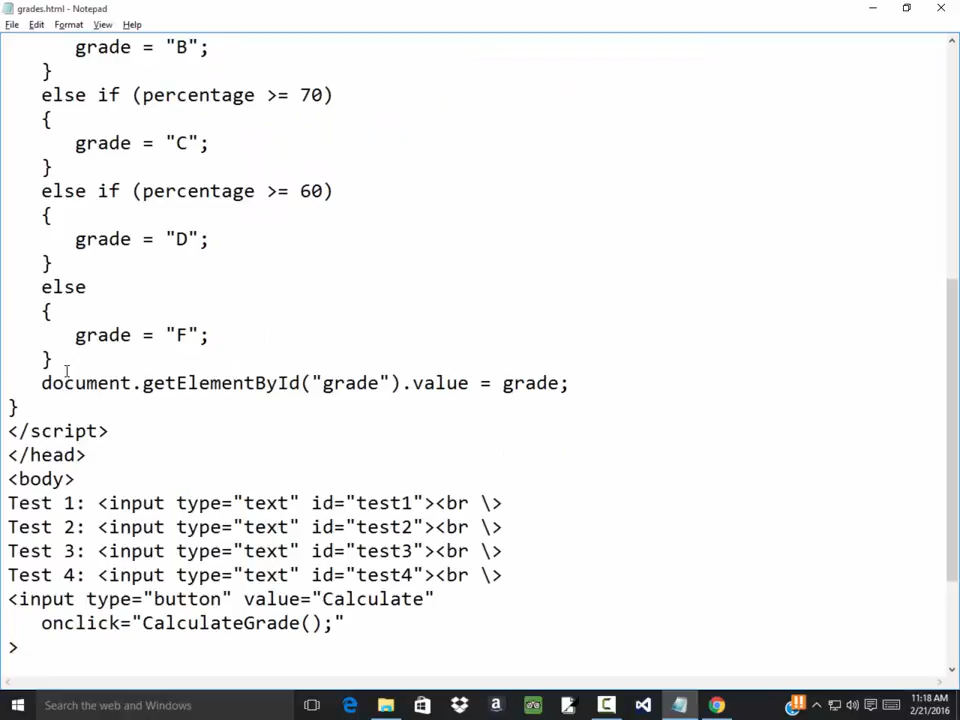 grades.html - Notepad
File Edit Format View Help
grade = "B";
}
else if (percentage >= 70)
{
grade = "C";
}
else if (percentage >= 60)
{
grade = "D";
}
else
{
grade = "F";
}
document.getElementById("grade").value = grade;
}
</script>
</head>
<body>
Test 1: <input type="text" id="test1"><br \>
Test 2: <input type="text" id="test2"><br \>
Test 3: <input type="text" id="test3"><br \>
Test 4: <input type="text" id="test4"><br \>
<input type="button" value="Calculate"
onclick="CalculateGrade();"
>
Search the web and Windows
11:18 AM
2/21/2016